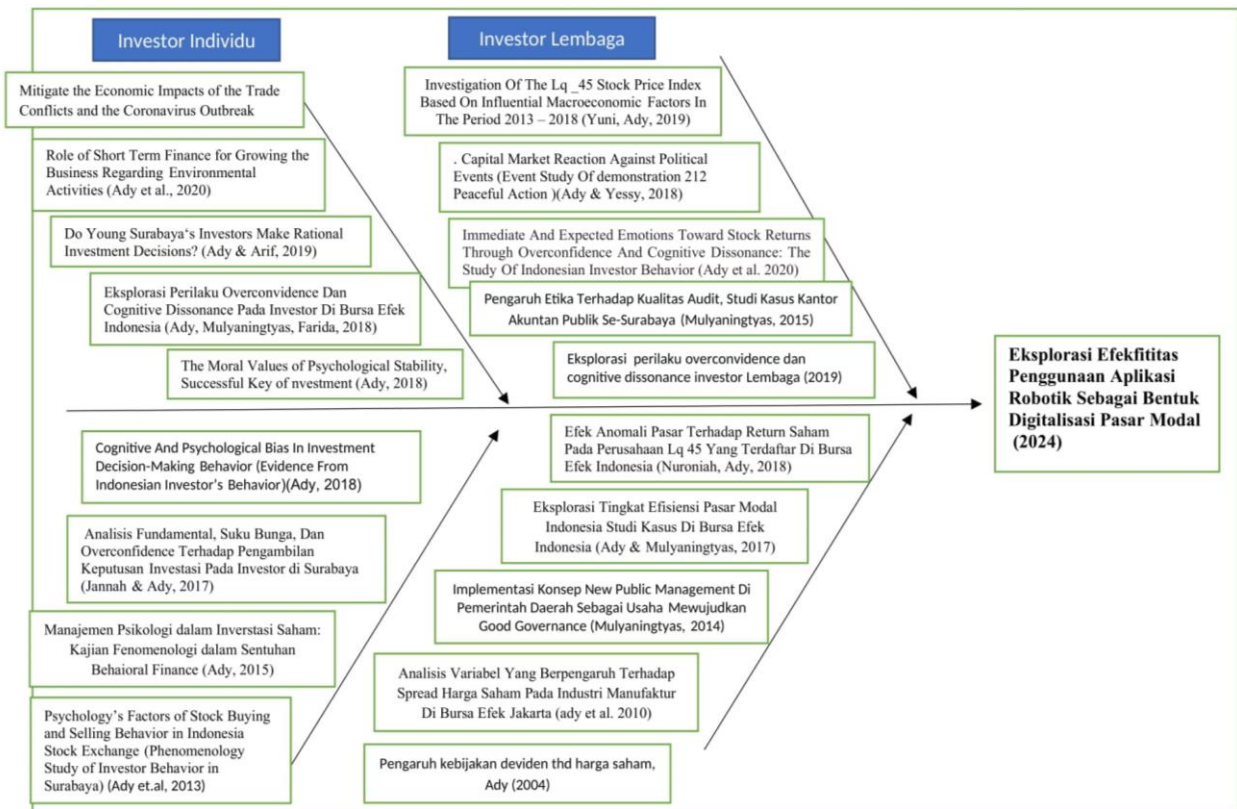 Investor Individu
Mitigate the Economic Impacts of the Trade
Conflicts and the Coronavirus Outbreak
Role of Short Term Finance for Growing the
Business Regarding Environmental
Activities (Ady et al., 2020)
Do Young Surabaya‘s Investors Make Rational
Investment Decisions? (Ady & Arif, 2019)
Eksplorasi Perilaku Overconvidence Dan
Cognitive Dissonance Pada Investor Di Bursa Efek
Indonesia (Ady, Mulyaningtyas, Farida, 2018)
The Moral Values of Psychological Stability,
Successful Key of nvestment (Ady, 2018)
Investor Lembaga
Investigation Of The Lq _45 Stock Price Index
Based On Influential Macroeconomic Factors In
The Period 2013 – 2018 (Yuni, Ady, 2019)
. Capital Market Reaction Against Political
Events (Event Study Of demonstration 212
Peaceful Action )(Ady & Yessy, 2018)
Immediate And Expected Emotions Toward Stock Returns
Through Overconfidence And Cognitive Dissonance: The
Study Of Indonesian Investor Behavior (Ady et al. 2020)
Pengaruh Etika Terhadap Kualitas Audit, Studi Kasus Kantor
Akuntan Publik Se-Surabaya (Mulyaningtyas, 2015)
Eksplorasi perilaku overconvidence dan
cognitive dissonance investor Lembaga (2019)
Eksplorasi Efekfititas
Penggunaan Aplikasi
Robotik Sebagai Bentuk
Digitalisasi Pasar Modal
(2024)
Cognitive And Psychological Bias In Investment
Decision-Making Behavior (Evidence From
Indonesian Investor’s Behavior)(Ady, 2018)
Analisis Fundamental, Suku Bunga, Dan
Overconfidence Terhadap Pengambilan
Keputusan Investasi Pada Investor di Surabaya
(Jannah & Ady, 2017)
Manajemen Psikologi dalam Inverstasi Saham:
Kajian Fenomenologi dalam Sentuhan
Behaioral Finance (Ady, 2015)
Psychology’s Factors of Stock Buying
and Selling Behavior in Indonesia
Stock Exchange (Phenomenology
Study of Investor Behavior in
Surabaya) (Ady et.al, 2013)
Efek Anomali Pasar Terhadap Return Saham
Pada Perusahaan Lq 45 Yang Terdaftar Di Bursa
Efek Indonesia (Nuroniah, Ady, 2018)
Eksplorasi Tingkat Efisiensi Pasar Modal
Indonesia Studi Kasus Di Bursa Efek
Indonesia (Ady & Mulyaningtyas, 2017)
Implementasi Konsep New Public Management Di
Pemerintah Daerah Sebagai Usaha Mewujudkan
Good Governance (Mulyaningtyas, 2014)
Analisis Variabel Yang Berpengaruh Terhadap
Spread Harga Saham Pada Industri Manufaktur
Di Bursa Efek Jakarta (ady et al. 2010)
Pengaruh kebijakan deviden thd harga saham,
Ady (2004)